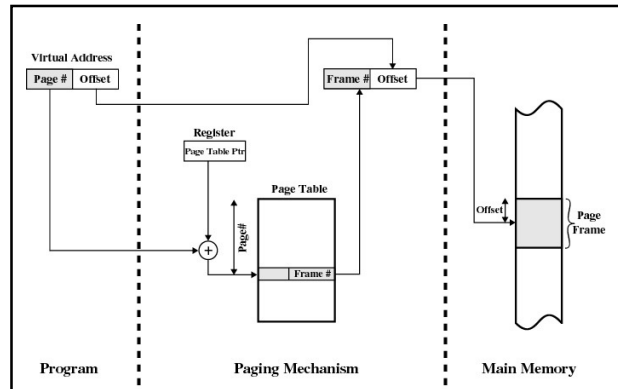 Virtual Address
Page # Offset
Frame # Offset
Register
Page Table Ptr
Page Table
Page#
+
Frame #
Offset
Page
Frame
Program
Paging Mechanism
Main Memory